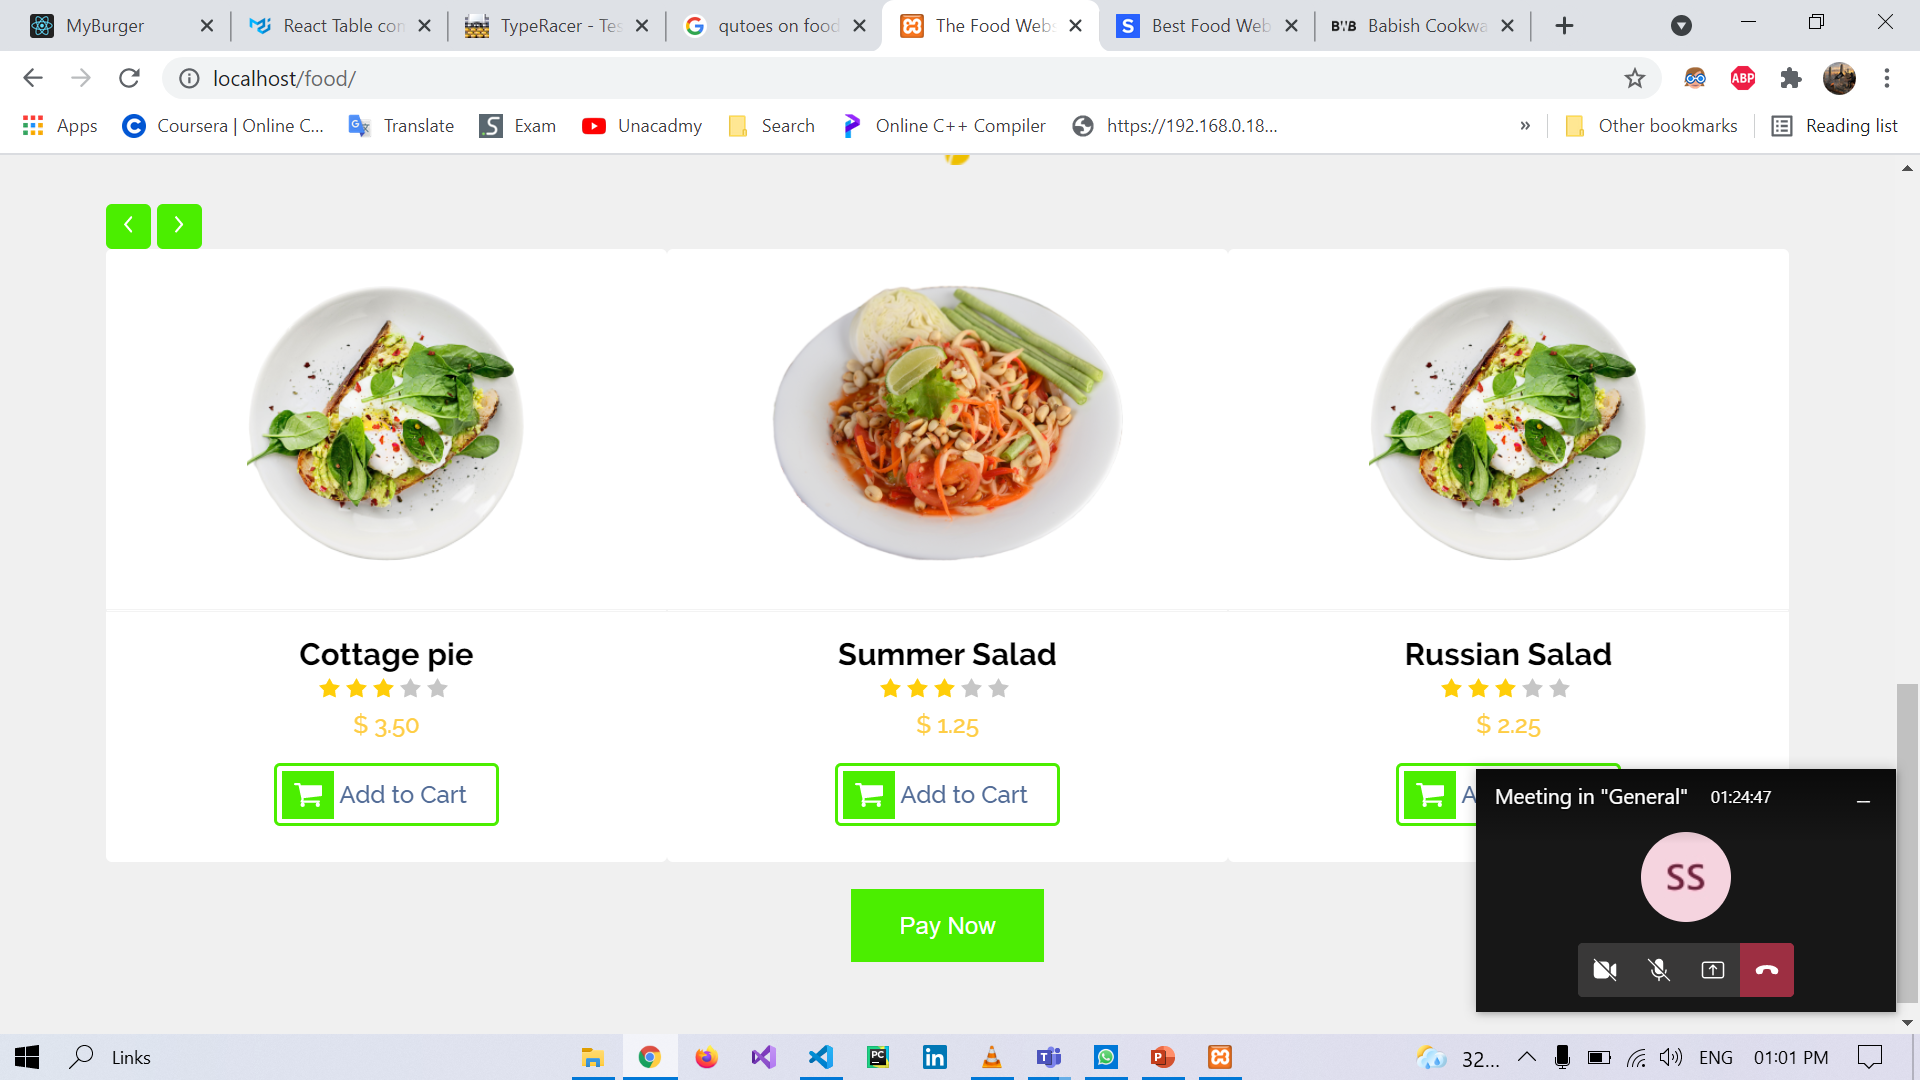 MyBurger
React Table con
TypeRacer - Tes
qutoes on food
The Food Webs
Best Food Web
BWB Babish Cookwa
localhost/food/
ABP
Apps
Coursera | Online C...
Translate
Exam
Unacadmy
Search
Online C++ Compiler
https://192.168.0.18...
»
Other bookmarks
Reading list
Cottage pie
$ 3.50
Add to Cart
Summer Salad
$ 1.25
Add to Cart
Russian Salad
$ 2.25
A
Pay Now
Meeting in "General" 01:24:47
SS
Links
32...
ENG
01:01 PM